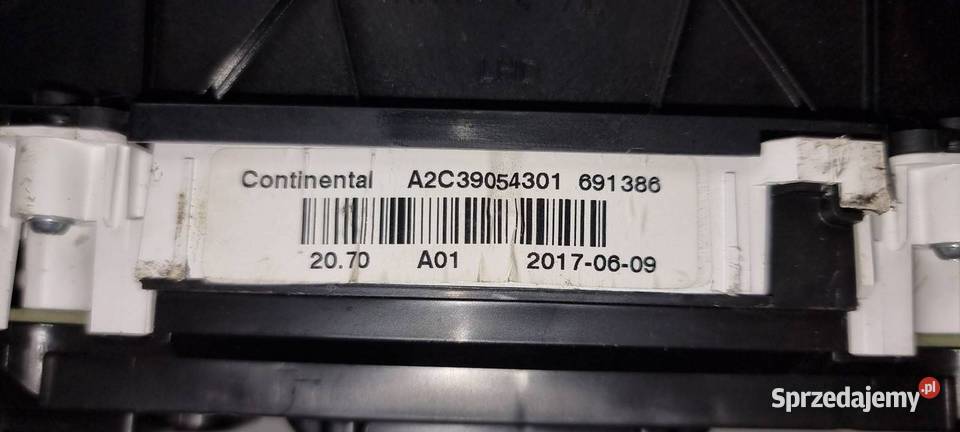 Continental A2C39054301 691386
20.70 A01 2017-06-09
Sprzedajemy.pl